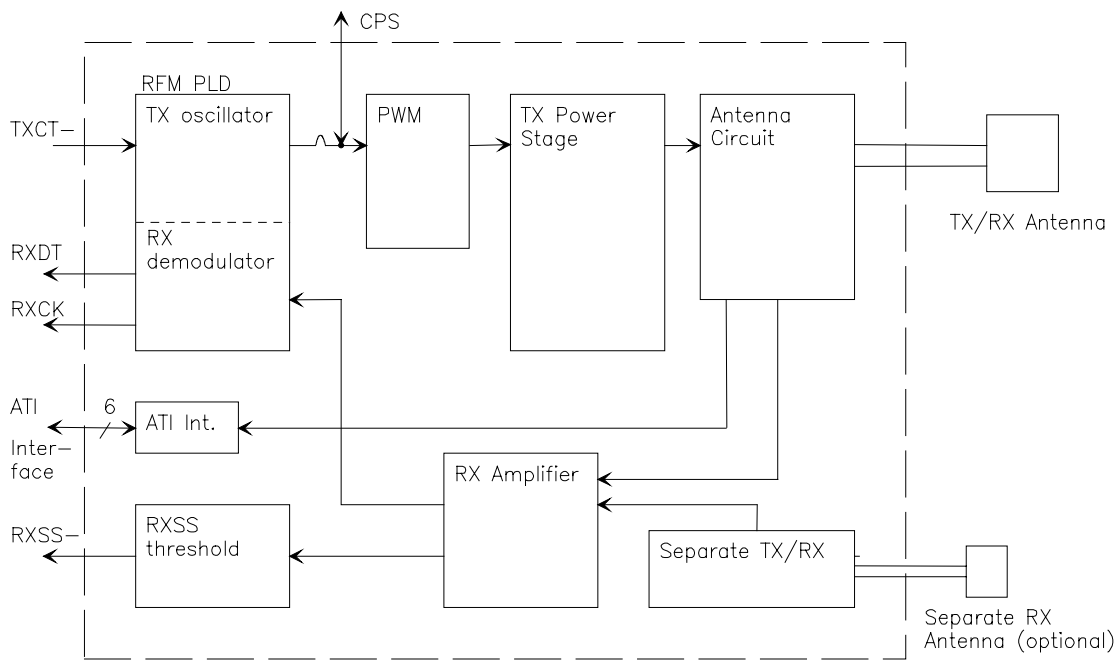 CPS
RFM PLD
TXCT-
TX oscillator
PWM
TX Power
Stage
Antenna
Circuit
TX/RX Antenna
RXDT
RX
demodulator
RXCK
ATI
6
ATI Int.
Inter-
face
RX Amplifier
RXSS-
RXSS
threshold
Separate TX/RX
Separate RX
Antenna (optional)